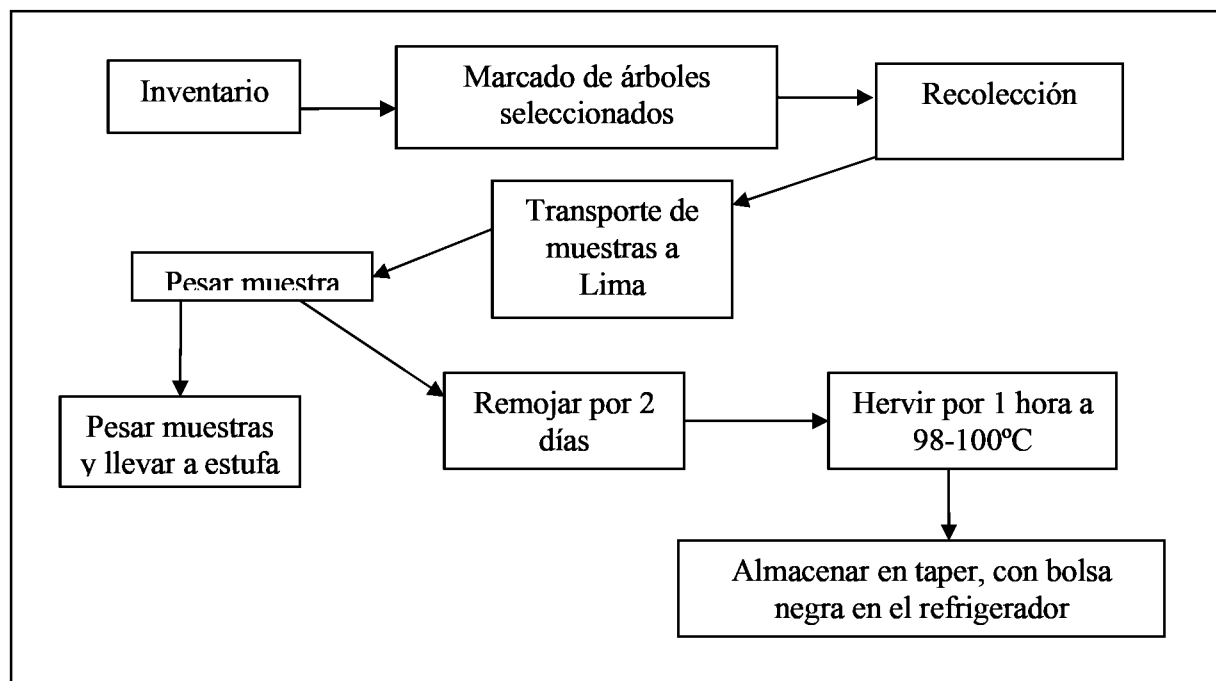 Inventario
Marcado de árboles
seleccionados
Recolección
Transporte de
muestras a
Lima
Pesar muestra
Pesar muestras
y llevar a estufa
Remojar por 2
días
Hervir por 1 hora a
98-100ºC
Almacenar en taper, con bolsa
negra en el refrigerador